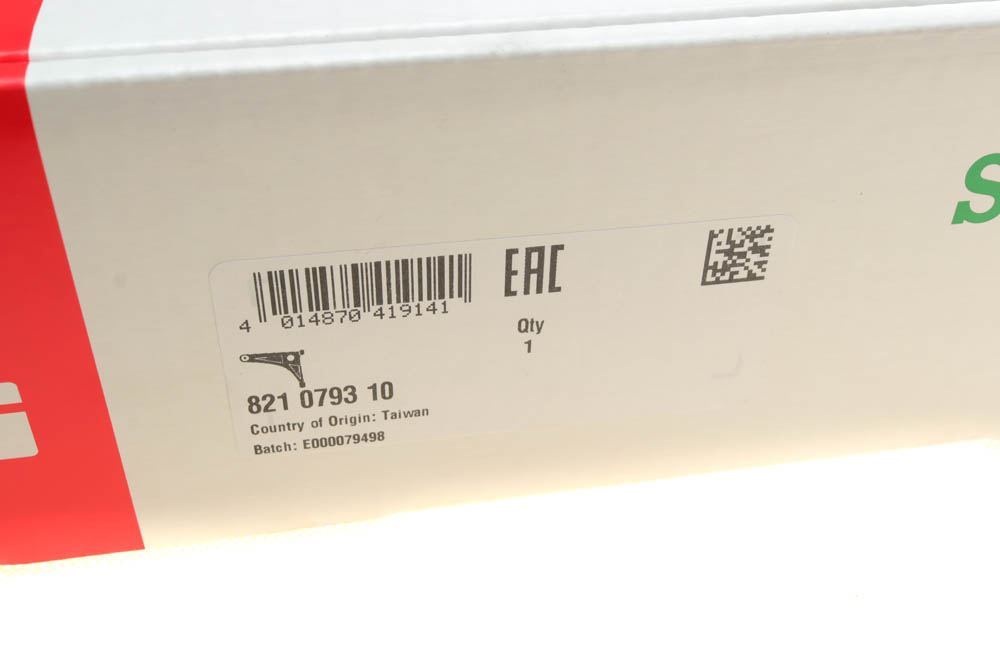 S
EAC
4 014870 419141
Qty
1
821 0793 10
Country of Origin: Taiwan
Batch: E000079498